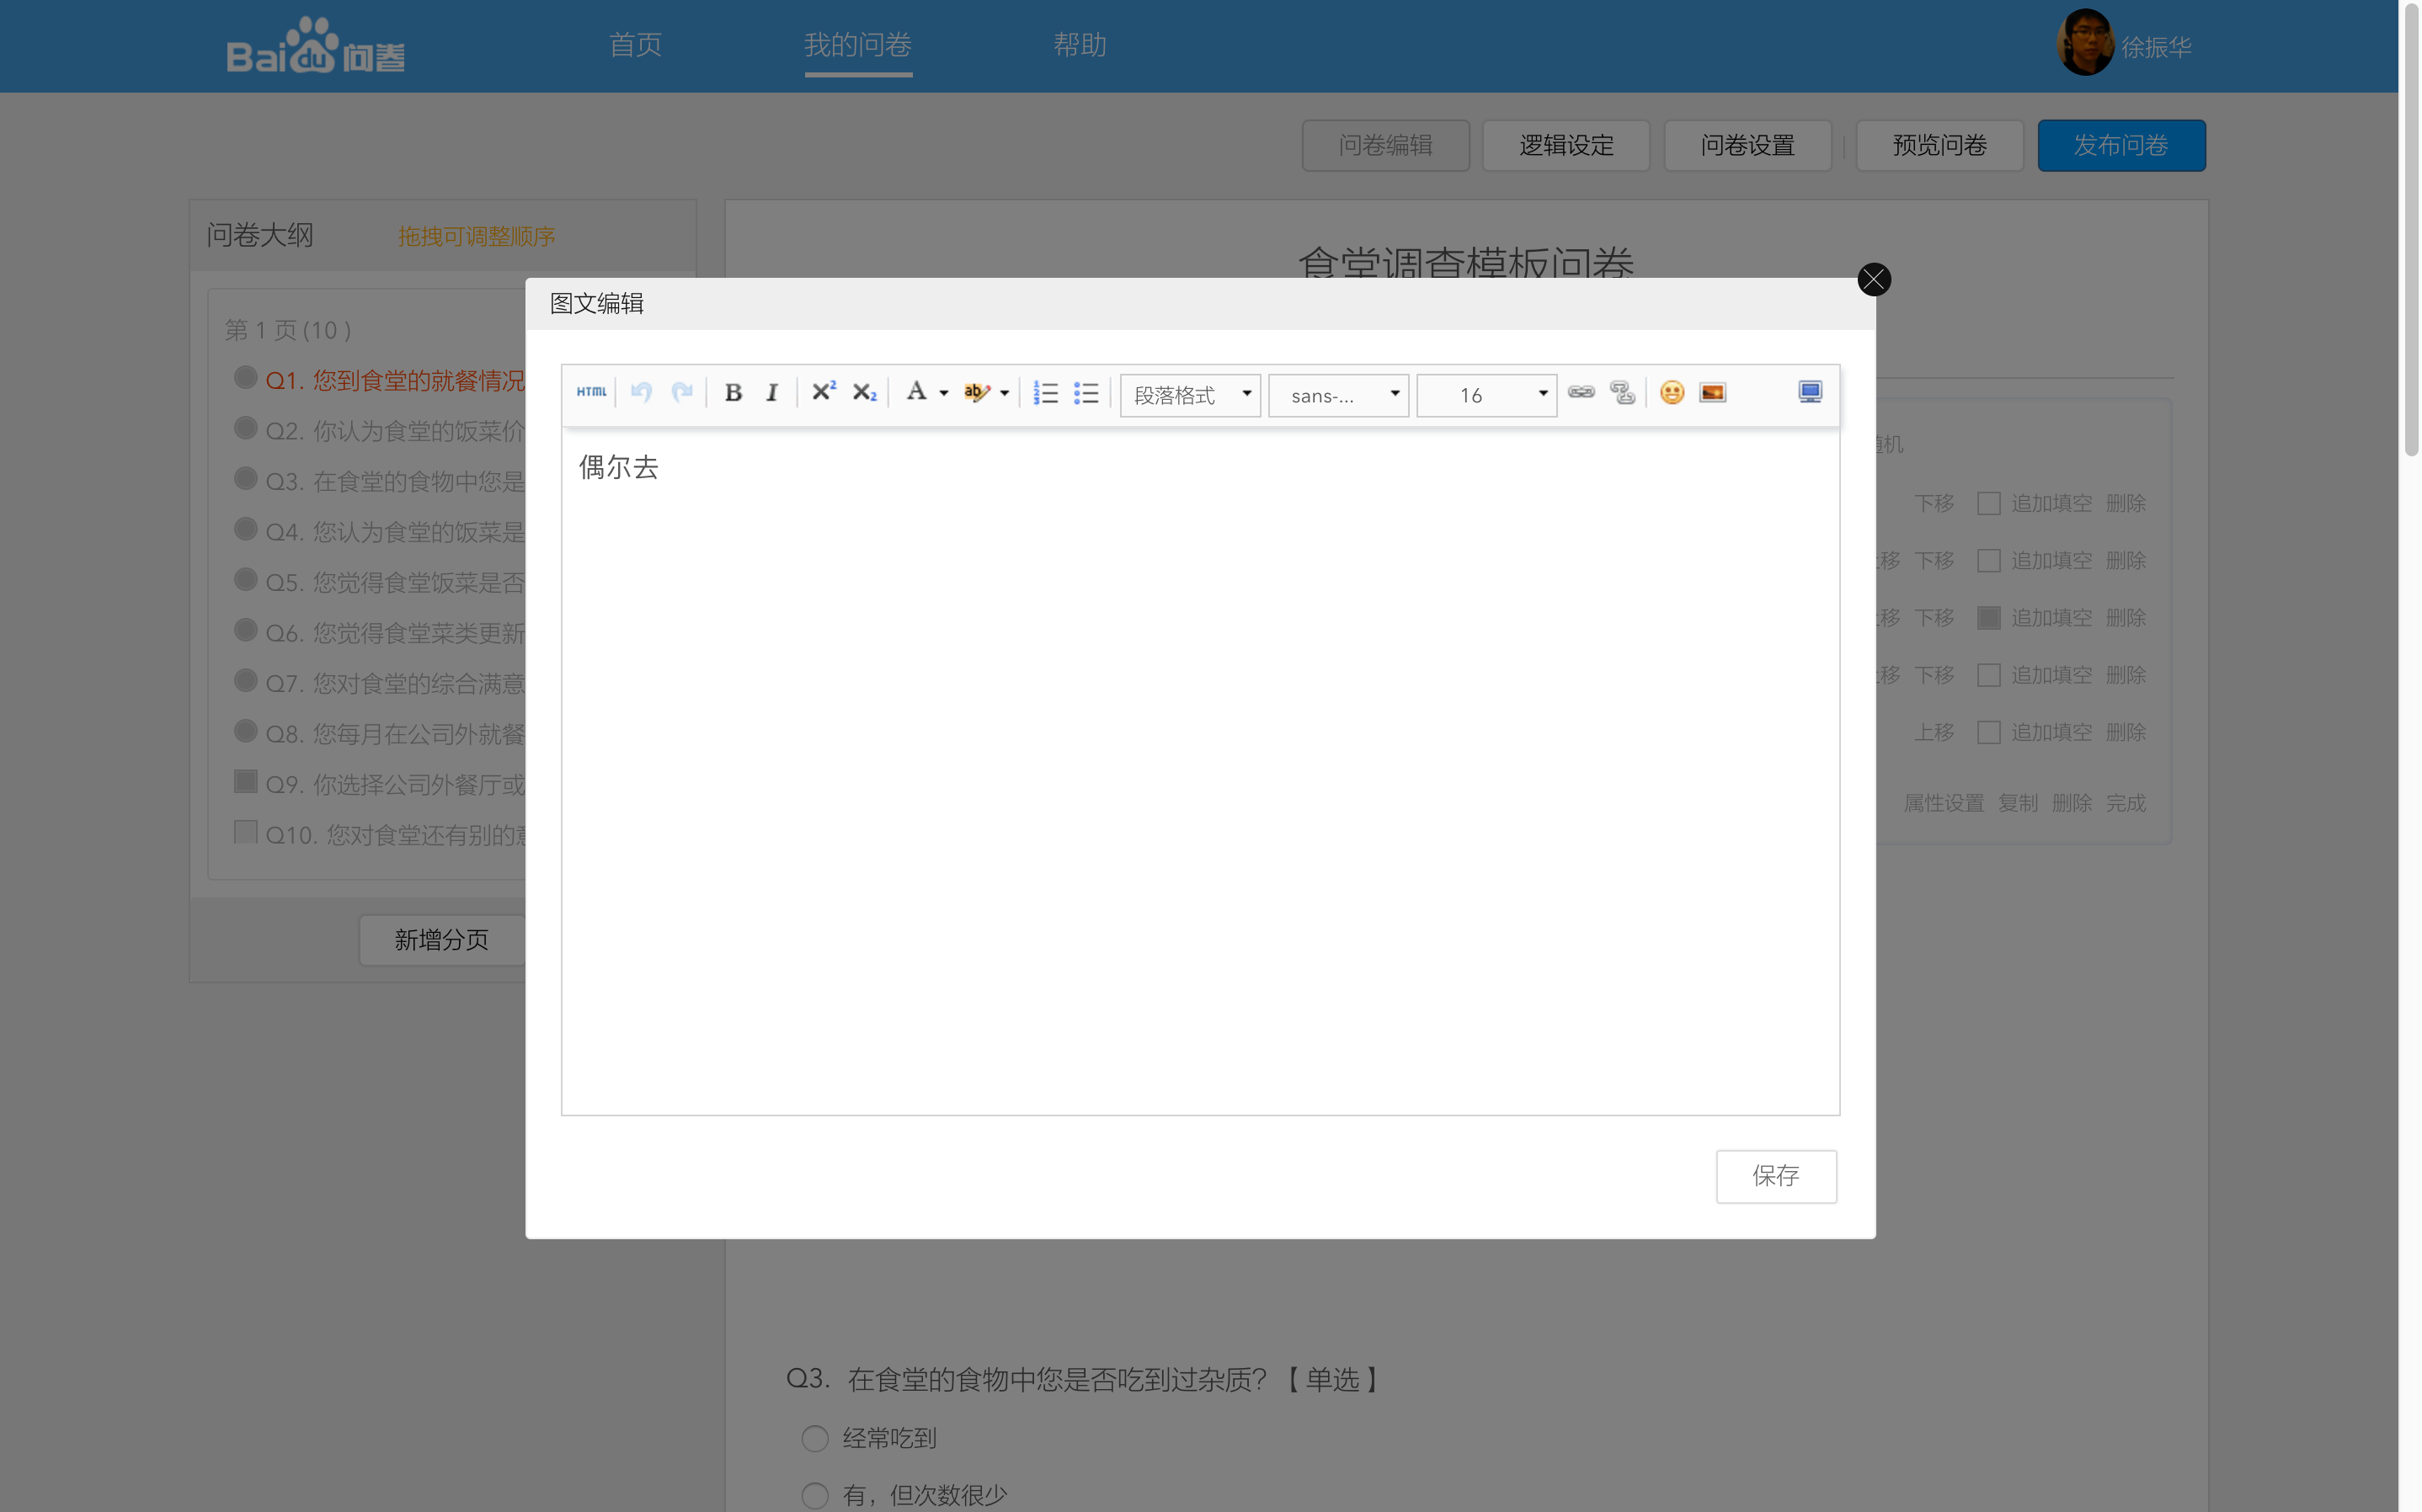 Baidu问卷
首页
我的问卷
帮助
徐振华
问卷编辑
逻辑设定
问卷设置
预览问卷
发布问卷
问卷大纲
拖拽可调整顺序
食堂调查模板问卷
图文编辑
第 1 页 (10 )
Q1. 您到食堂的就餐情况
Q2. 你认为食堂的饭菜价
Q3. 在食堂的食物中您是
Q4. 您认为食堂的饭菜是
Q5. 您觉得食堂饭菜是否
Q6. 您觉得食堂菜类更新
Q7. 您对食堂的综合满意
Q8. 您每月在公司外就餐
Q9. 你选择公司外餐厅或
Q10. 您对食堂还有别的意
新增分页
HTML
B I X² X₂ A ab
段落格式
sans-...
16
偶尔去
保存
随机
下移 追加填空 删除
上移 下移 追加填空 删除
上移 下移 追加填空 删除
上移 下移 追加填空 删除
上移 追加填空 删除
属性设置 复制 删除 完成
Q3. 在食堂的食物中您是否吃到过杂质？【 单选 】
经常吃到
有，但次数很少